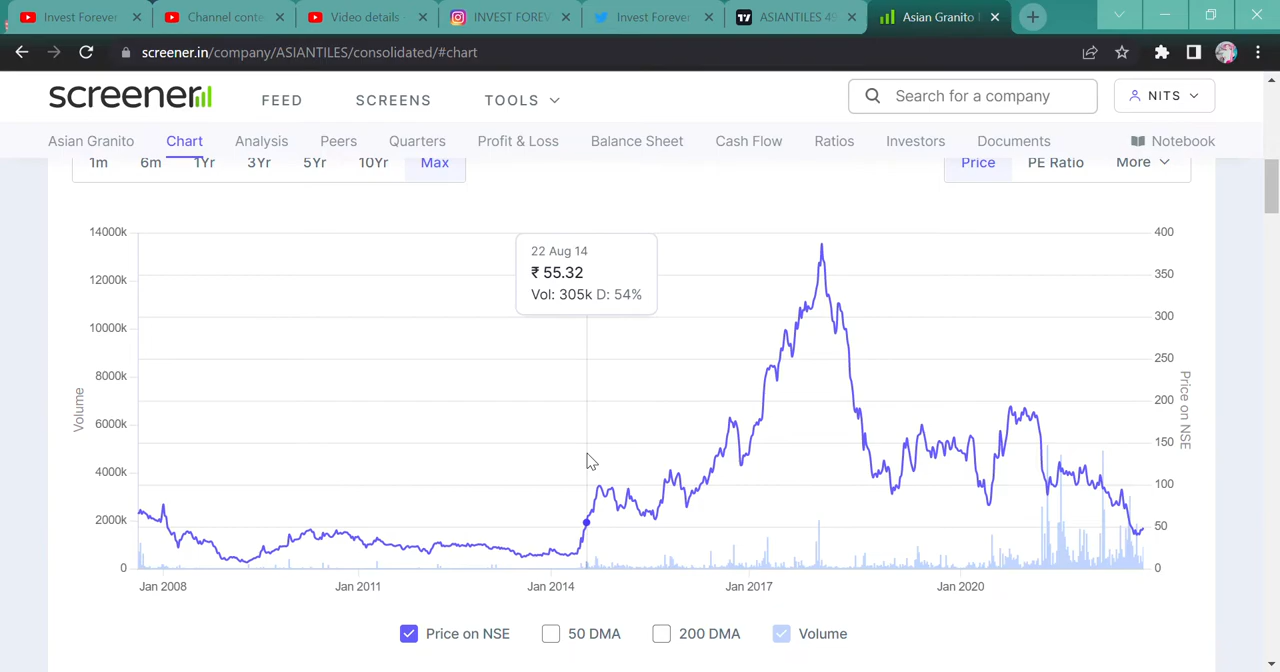 Invest Forever
Channel conte
Video details
INVEST FOREV
Invest Forever
ASIANTILES 49
Asian Granito
screener.in/company/ASIANTILES/consolidated/#chart
screener
FEED
SCREENS
TOOLS
Search for a company
NITS
Asian Granito
Chart
Analysis
Peers
Quarters
Profit & Loss
Balance Sheet
Cash Flow
Ratios
Investors
Documents
Notebook
1m
6m
1Yr
3Yr
5Yr
10Yr
Max
Price
PE Ratio
More
14000k
12000k
10000k
8000k
6000k
4000k
2000k
0
Volume
22 Aug 14
₹ 55.32
Vol: 305k D: 54%
400
350
300
250
200
150
100
50
0
Price on NSE
Jan 2008
Jan 2011
Jan 2014
Jan 2017
Jan 2020
Price on NSE
50 DMA
200 DMA
Volume